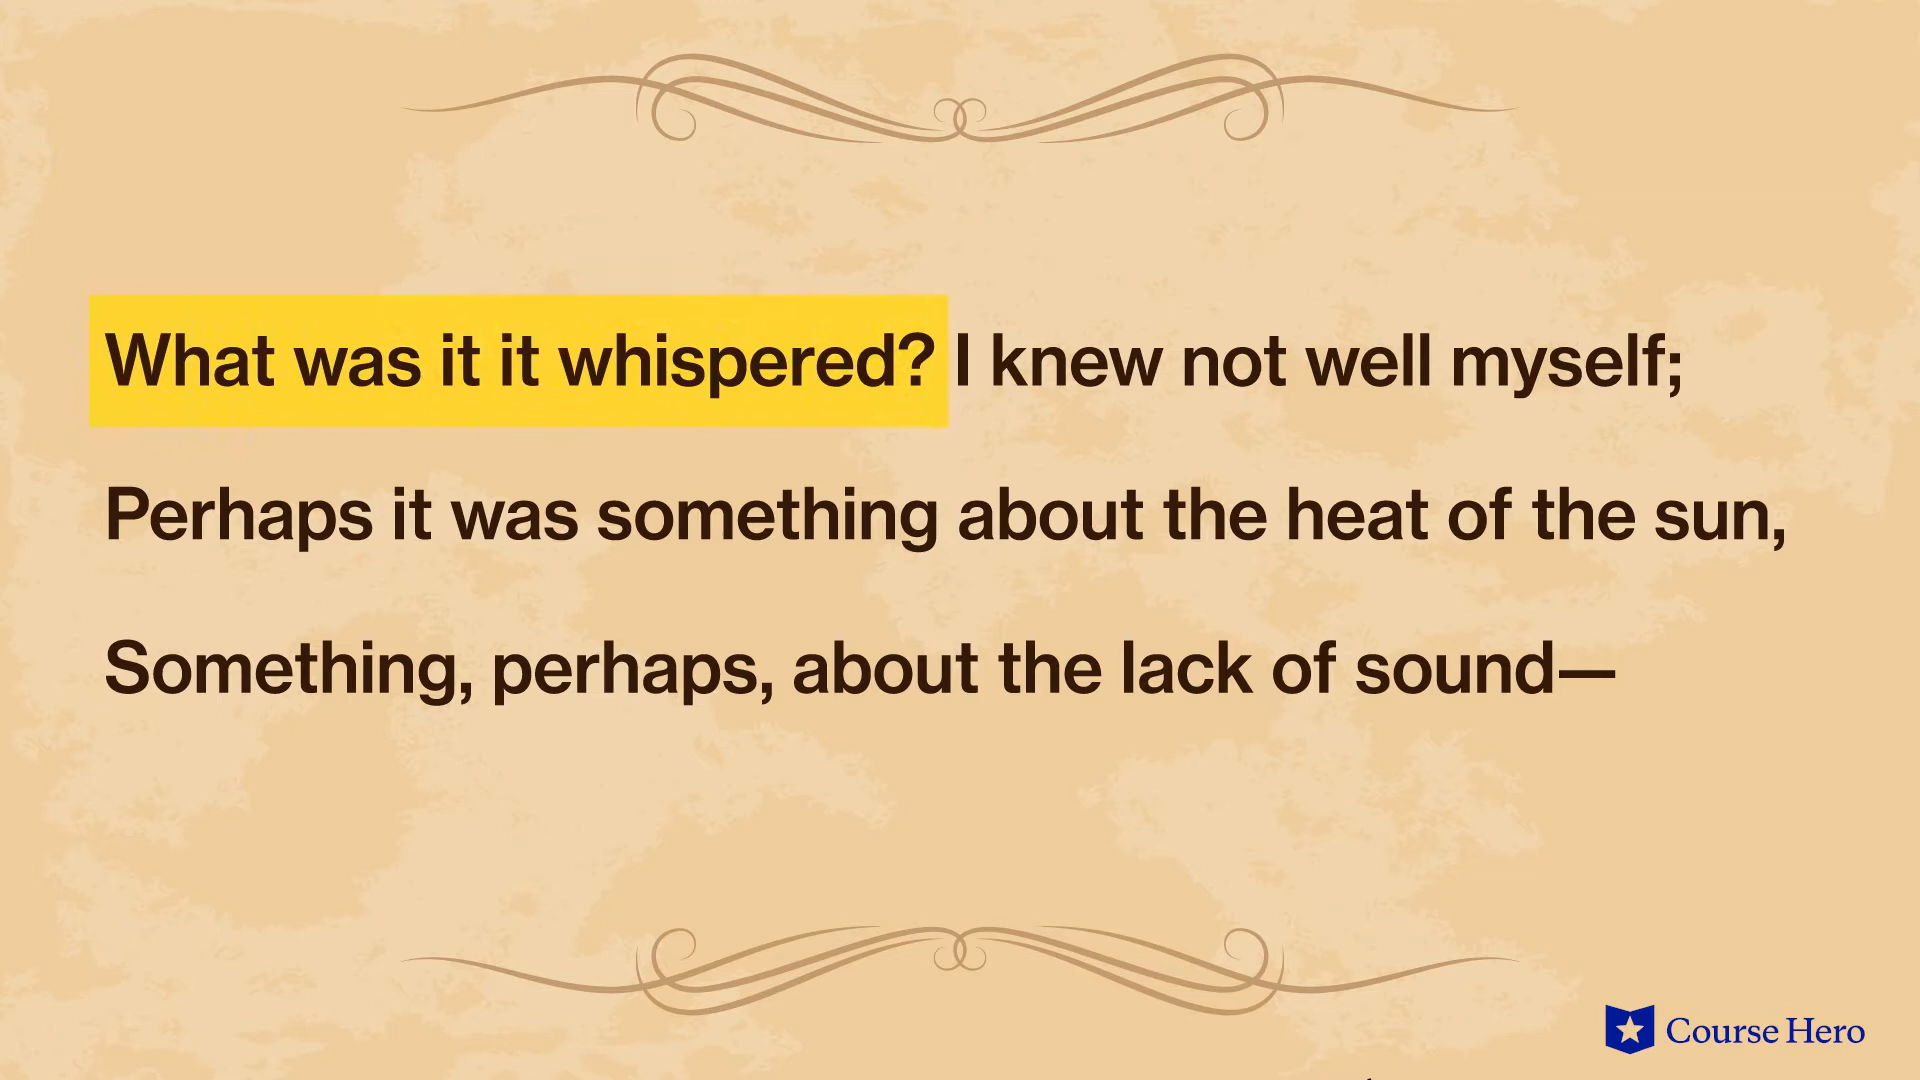 What was it it whispered? I knew not well myself;
Perhaps it was something about the heat of the sun,
Something, perhaps, about the lack of sound—
Course Hero